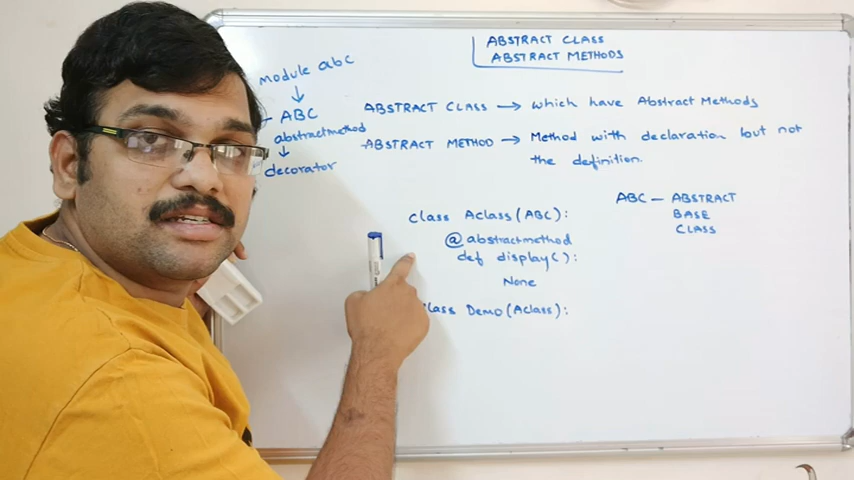 ABSTRACT CLASS
ABSTRACT METHODS
module abc
ABC
abstractmethod
decorator
ABSTRACT CLASS → which have Abstract Methods
ABSTRACT METHOD → Method with declaration but not
the definition.
ABC - ABSTRACT
BASE
CLASS
class Aclass(ABC):
@abstractmethod
def display():
None
class Demo(Aclass):